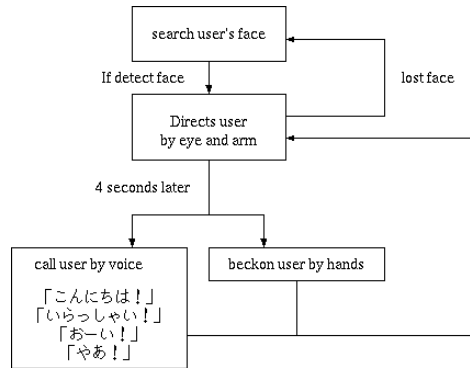 search user's face
If detect face
lost face
Directs user
by eye and arm
4 seconds later
call user by voice
「こんにちは！」
「いらっしゃい！」
「おーい！」
「やあ！」
beckon user by hands